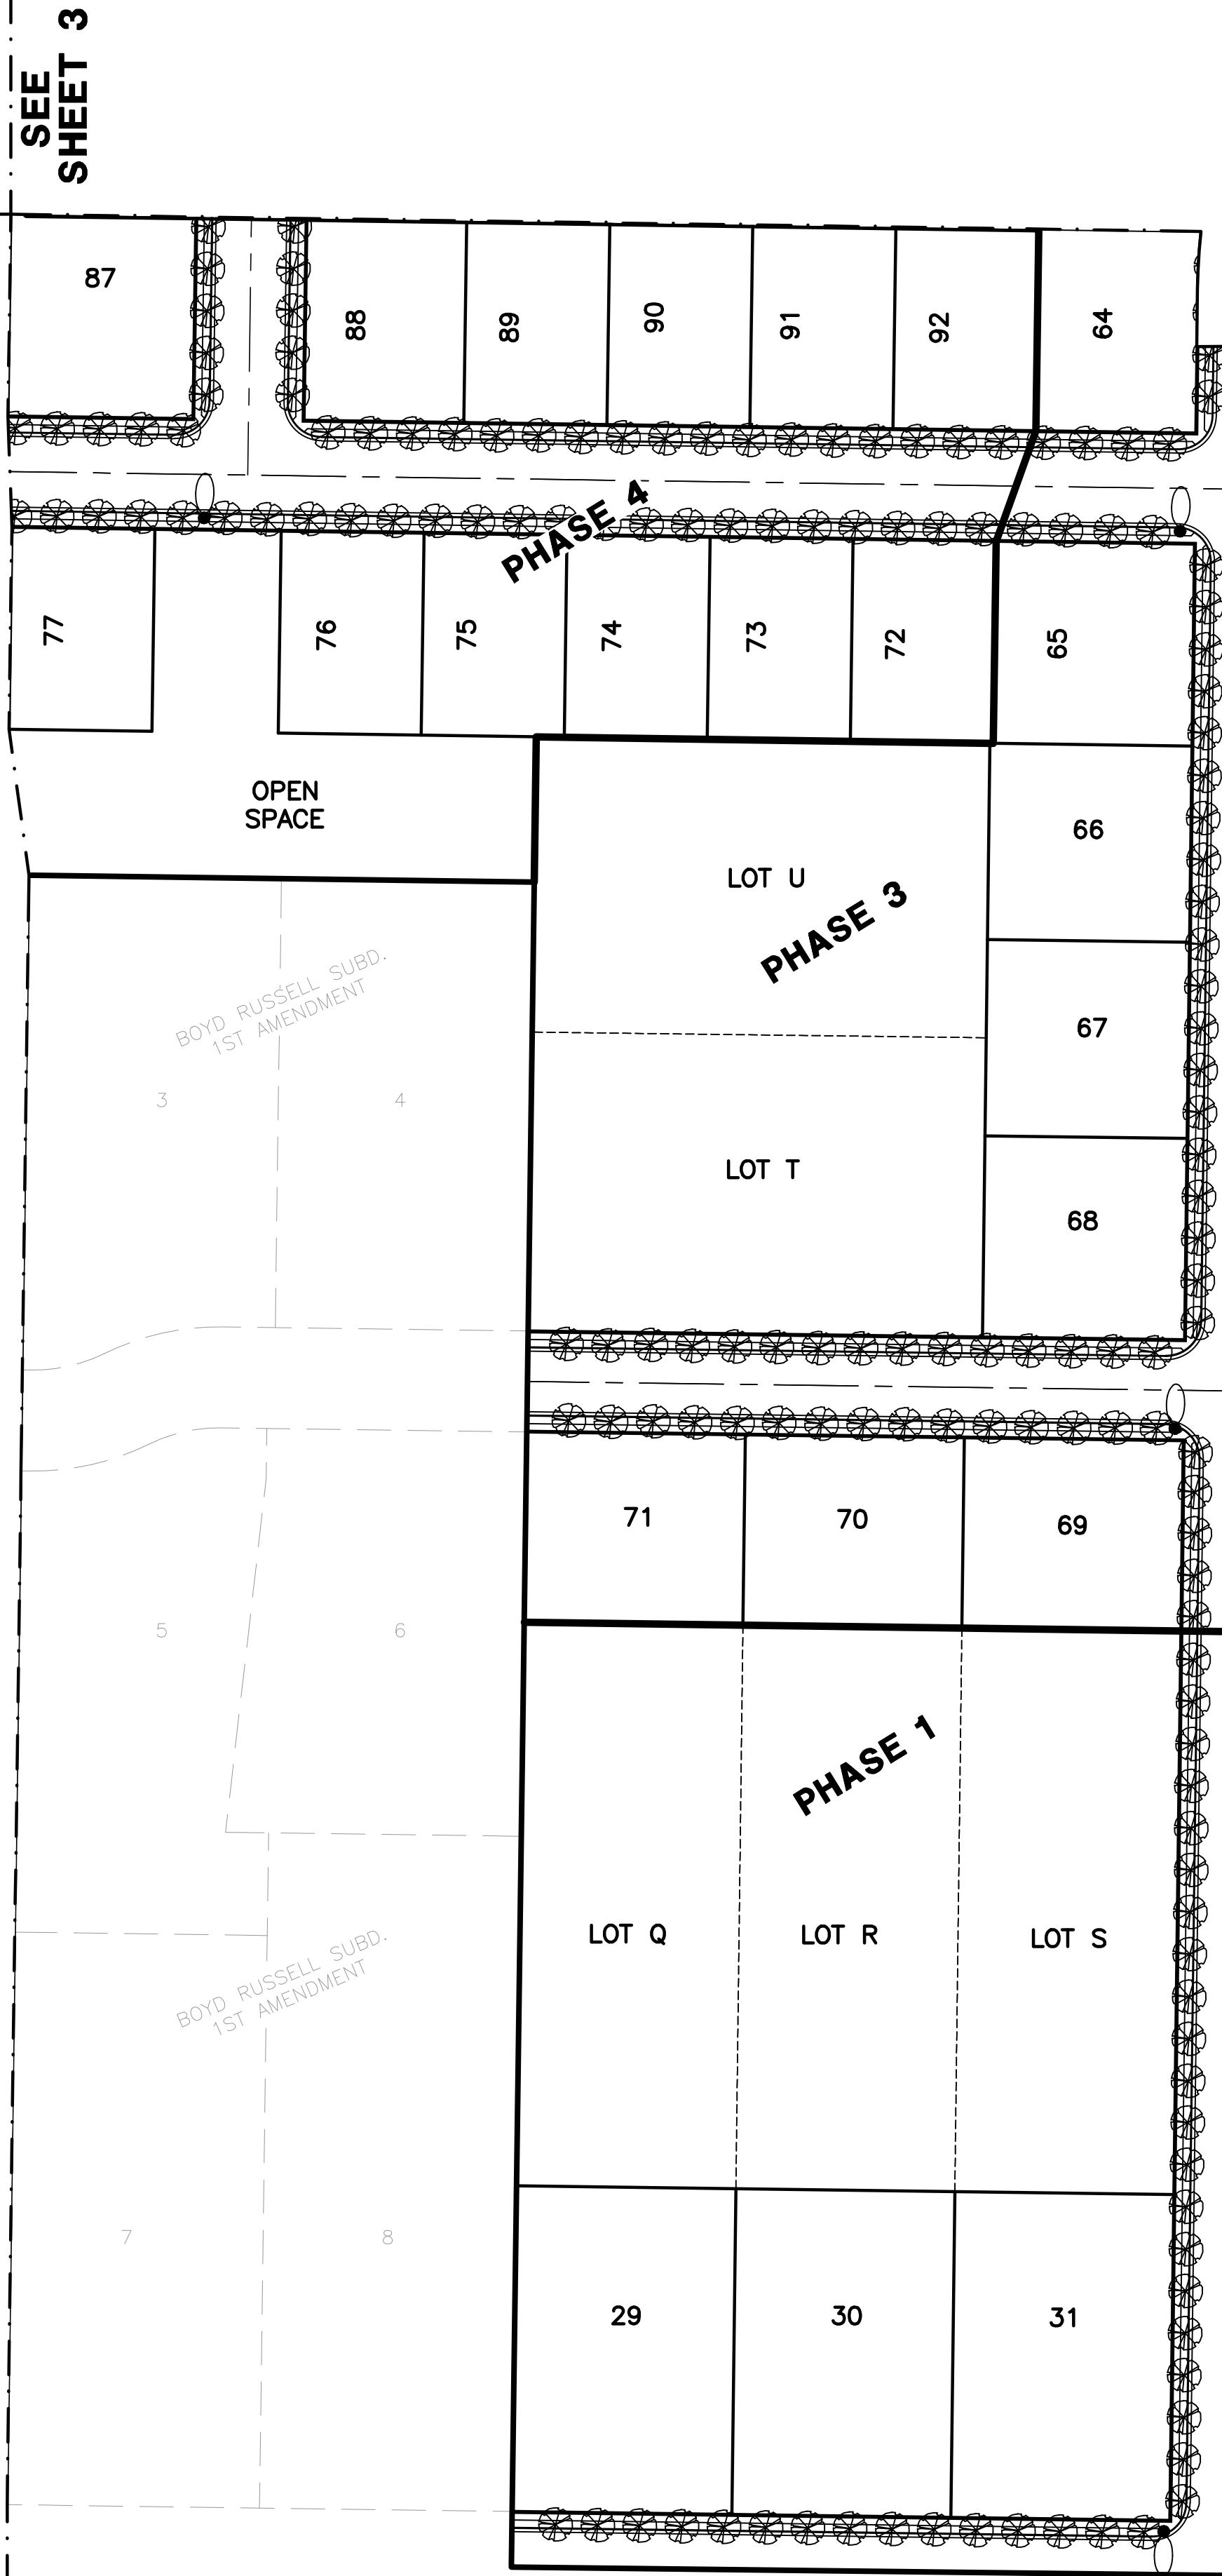 SEE
SHEET 3
87
88
89
90
91
92
64
PHASE 4
77
76
75
74
73
72
65
OPEN
SPACE
66
LOT U
PHASE 3
BOYD RUSSELL SUBD.
1ST AMENDMENT
67
3
4
LOT T
68
71
70
69
5
6
PHASE 1
LOT Q
LOT R
LOT S
BOYD RUSSELL SUBD.
1ST AMENDMENT
7
8
29
30
31